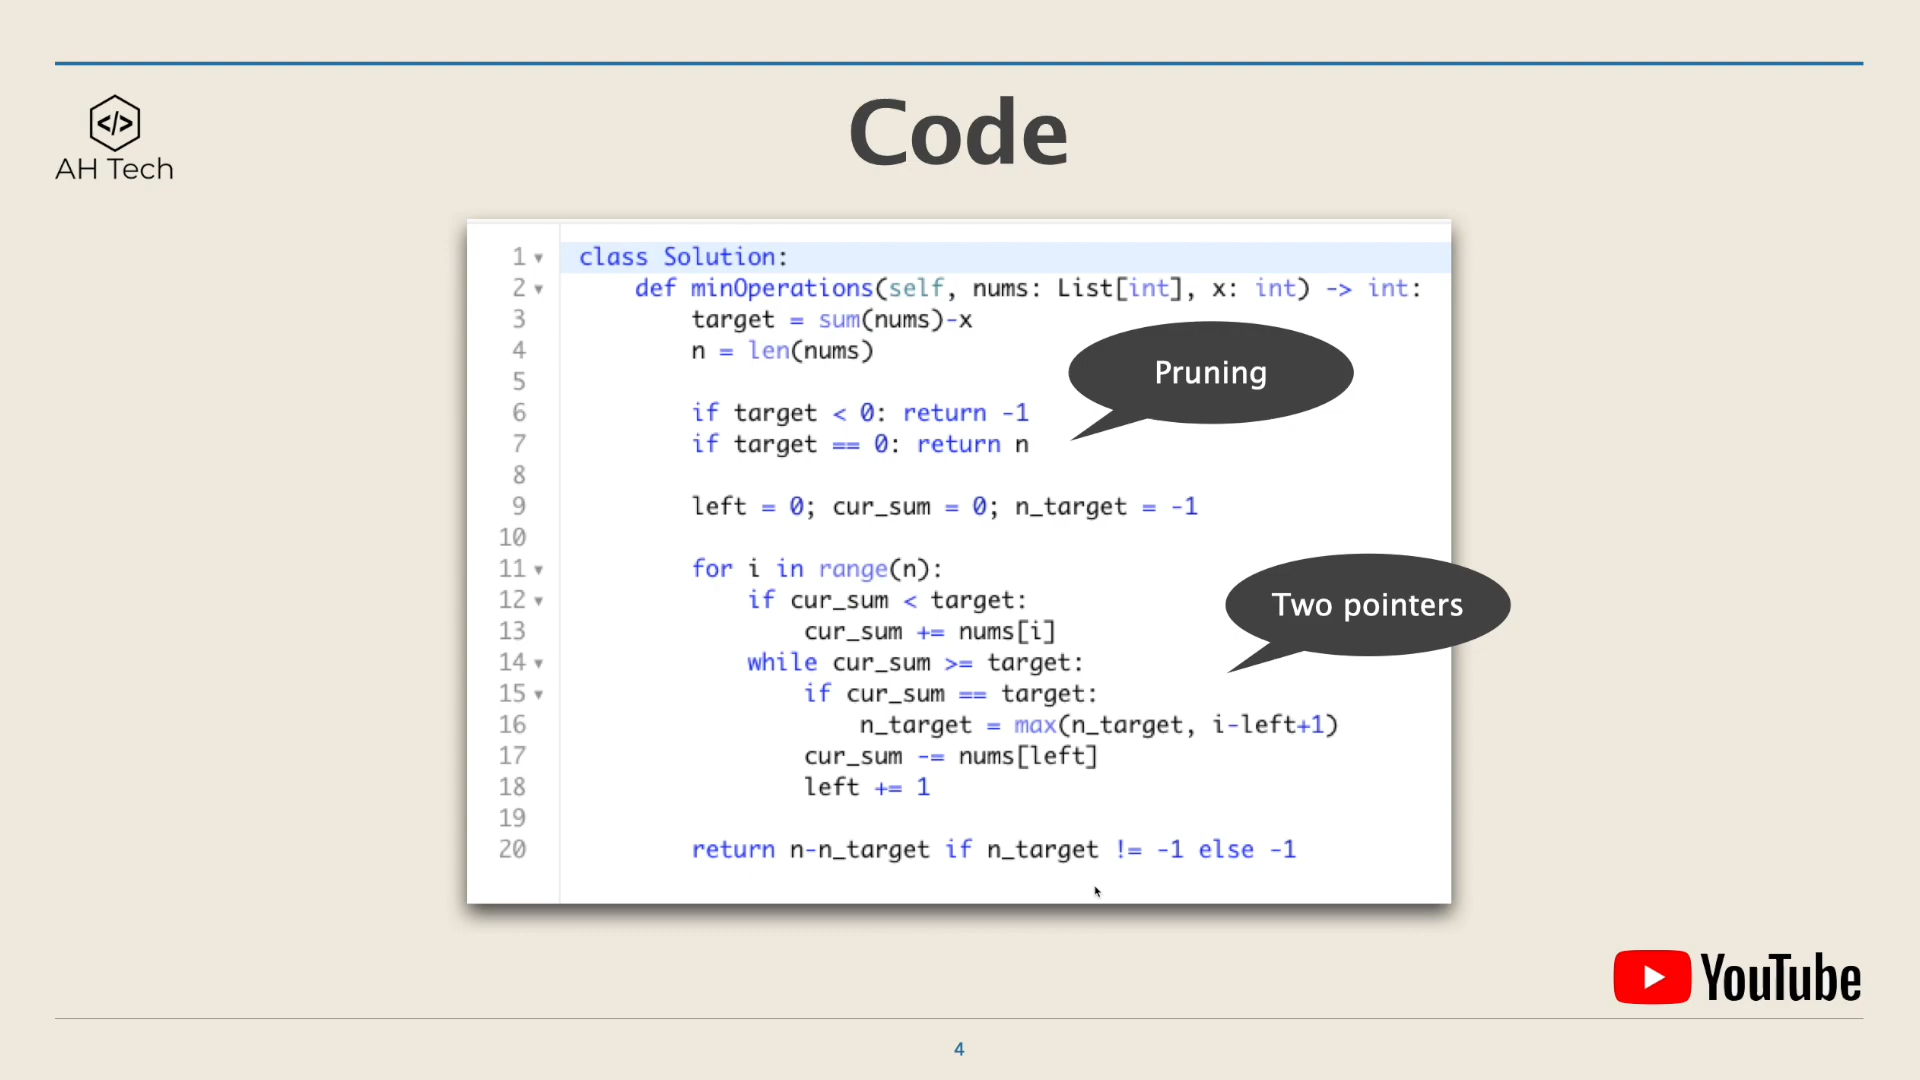 </>
AH Tech
Code
1 class Solution:
2     def minOperations(self, nums: List[int], x: int) -> int:
3         target = sum(nums)-x
4         n = len(nums)
5
6         if target < 0: return -1
7         if target == 0: return n
8
9         left = 0; cur_sum = 0; n_target = -1
10
11         for i in range(n):
12             if cur_sum < target:
13                 cur_sum += nums[i]
14             while cur_sum >= target:
15                 if cur_sum == target:
16                     n_target = max(n_target, i-left+1)
17                 cur_sum -= nums[left]
18                 left += 1
19
20         return n-n_target if n_target != -1 else -1
Pruning
Two pointers
YouTube
4